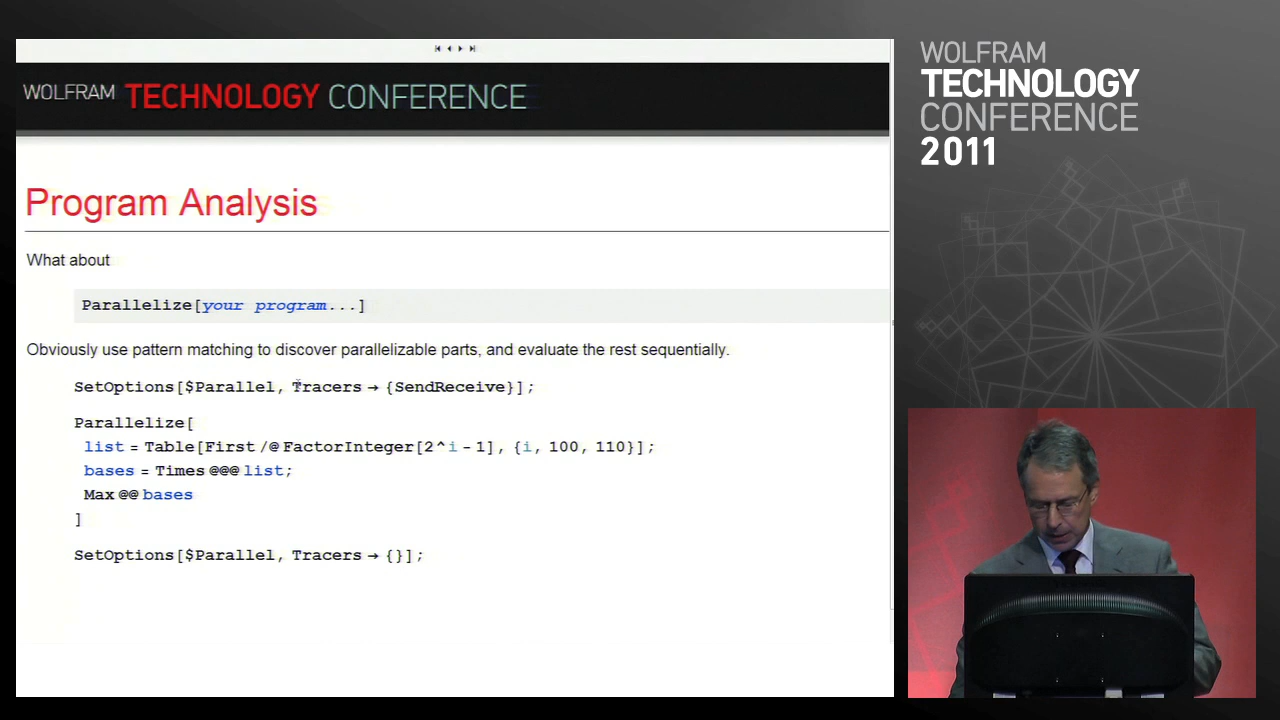 WOLFRAM TECHNOLOGY CONFERENCE
Program Analysis
What about
Parallelize[your program...]
Obviously use pattern matching to discover parallelizable parts, and evaluate the rest sequentially.
SetOptions[$Parallel, Tracers → {SendReceive}];
Parallelize[
list = Table[First /@ FactorInteger[2^i - 1], {i, 100, 110}];
bases = Times @@@ list;
Max @@ bases
]
SetOptions[$Parallel, Tracers → {}];
WOLFRAM
TECHNOLOGY
CONFERENCE
2011